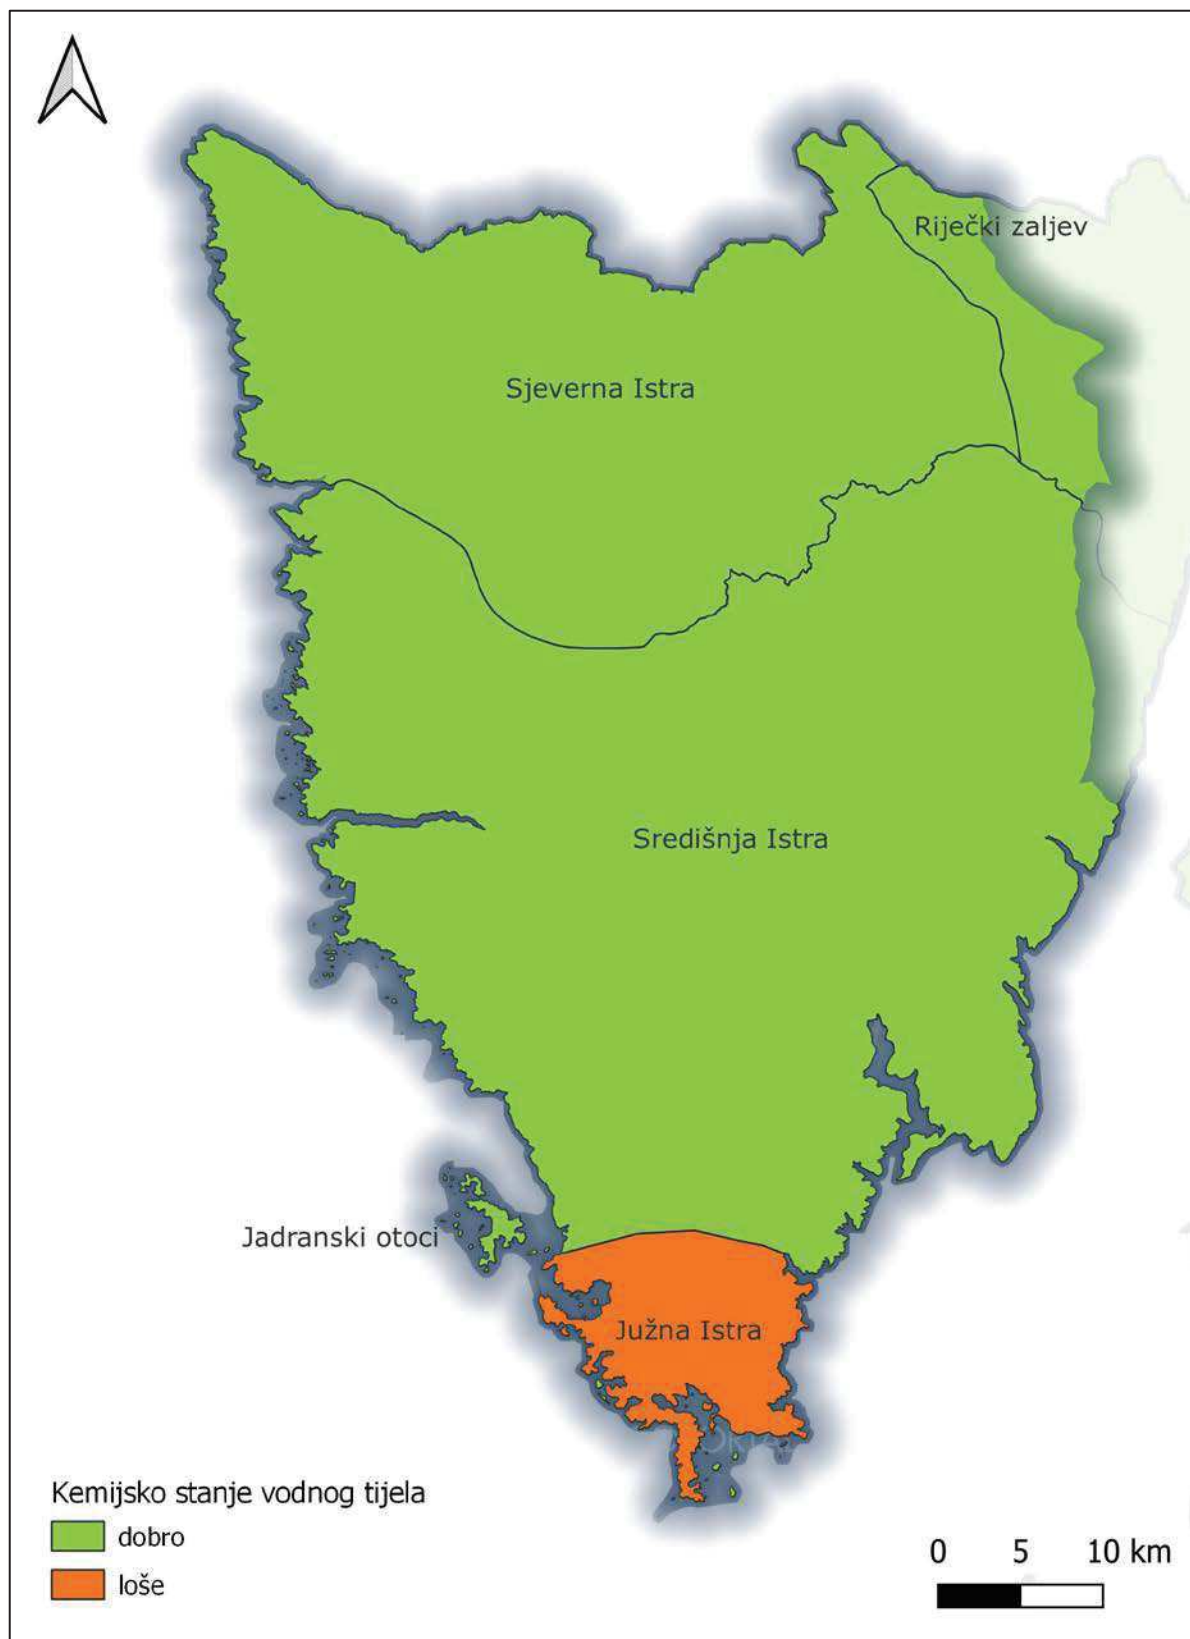 Riječki zaljev
Sjeverna Istra
Središnja Istra
Jadranski otoci
Južna Istra
Kemijsko stanje vodnog tijela
dobro
loše
0 5 10 km